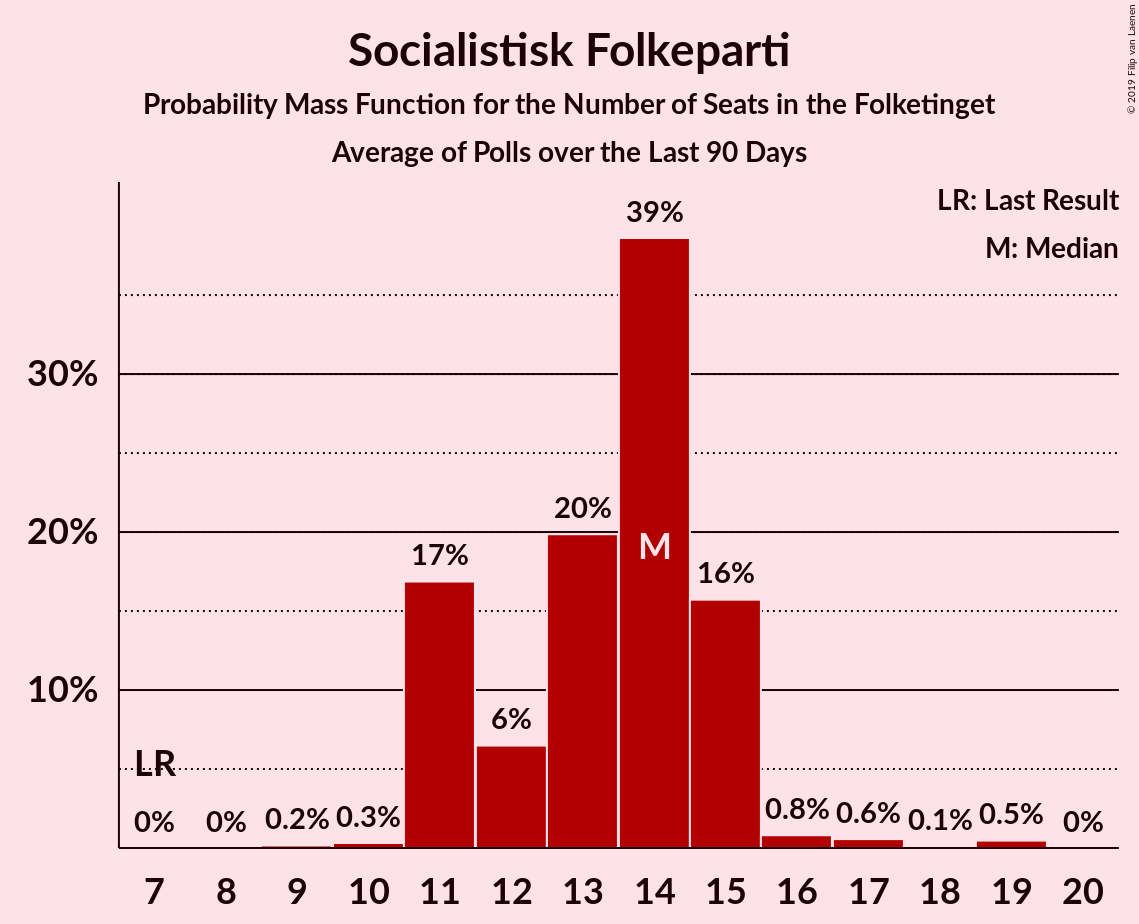 Socialistisk Folkeparti
Probability Mass Function for the Number of Seats in the Folketinget
Average of Polls over the Last 90 Days
© 2019 Filip van Laenen
LR: Last Result
M: Median
30%
20%
10%
LR
0%
0%
0.2%
0.3%
17%
6%
20%
39%
M
16%
0.8%
0.6%
0.1%
0.5%
0%
7 8 9 10 11 12 13 14 15 16 17 18 19 20